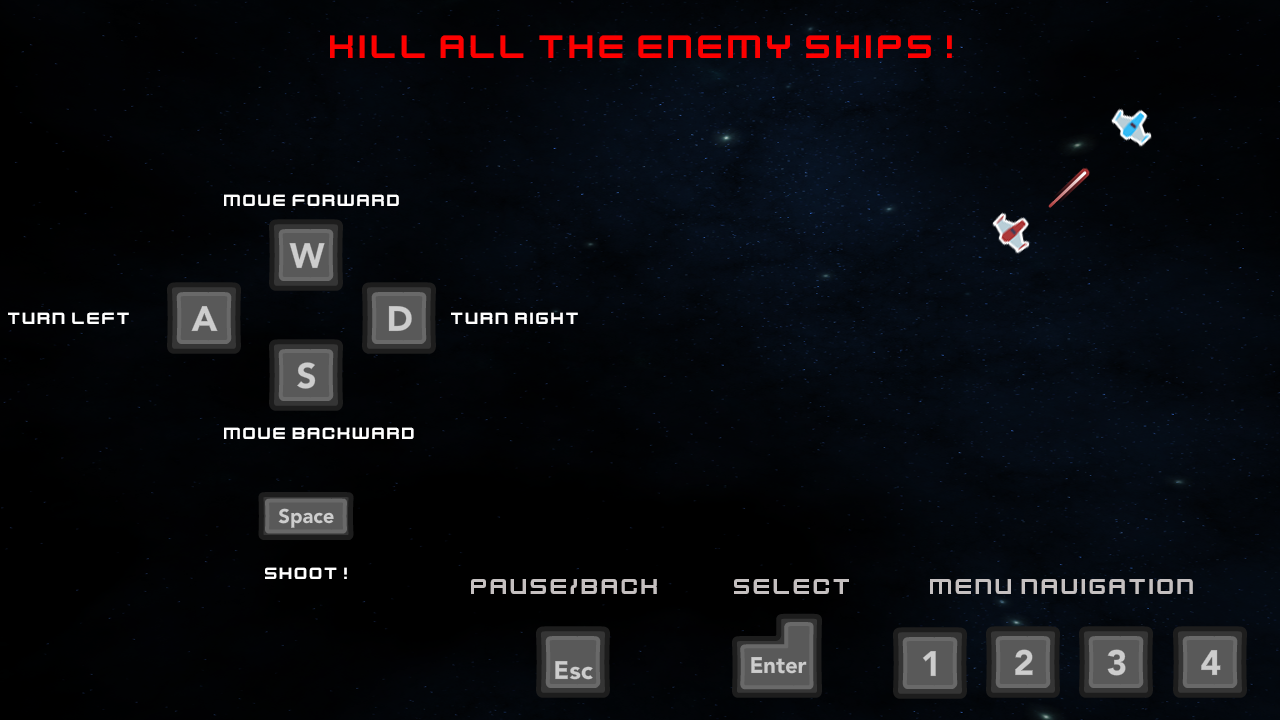 KILL ALL THE ENEMY SHIPS !
MOVE FORWARD
W
TURN LEFT A D TURN RIGHT
S
MOVE BACKWARD
Space
SHOOT !
PAUSE/BACK SELECT MENU NAVIGATION
Esc Enter 1 2 3 4